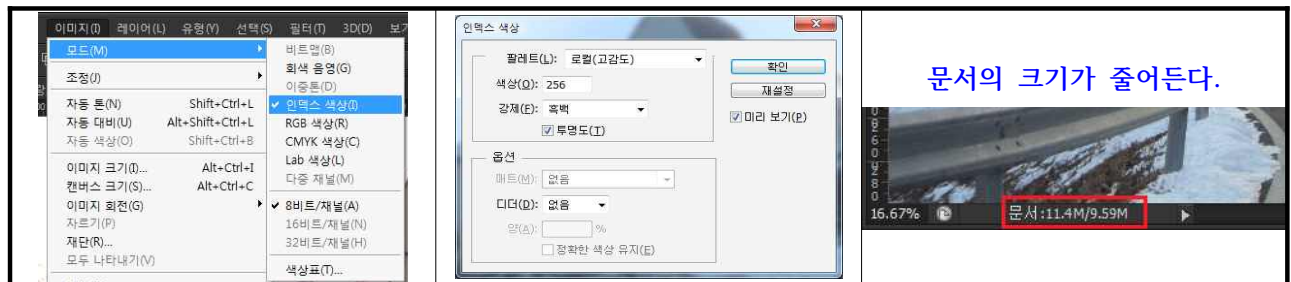 이미지(I) 레이어(L) 유형(Y) 선택(S) 필터(T) 3D(D) 보기
모드(M)
조정(J)
자동 톤(N) Shift+Ctrl+L
자동 대비(U) Alt+Shift+Ctrl+L
자동 색상(O) Shift+Ctrl+B
이미지 크기(I)... Alt+Ctrl+I
캔버스 크기(S)... Alt+Ctrl+C
이미지 회전(G)
자르기(P)
재단(R)...
모두 나타내기(V)
비트맵(B)
회색 음영(G)
이중톤(D)
인덱스 색상(I)
RGB 색상(R)
CMYK 색상(C)
Lab 색상(L)
다중 채널(M)
8비트/채널(A)
16비트/채널(N)
32비트/채널(H)
색상표(T)...
인덱스 색상
팔레트(L): 로컬(고감도)
색상(O): 256
강제(F): 흑백
투명도(T)
옵션
매트(M): 없음
디더(D): 없음
양(A): %
정확한 색상 유지(E)
확인
재설정
미리 보기(P)
문서의 크기가 줄어든다.
16.67% 문서:11.4M/9.59M